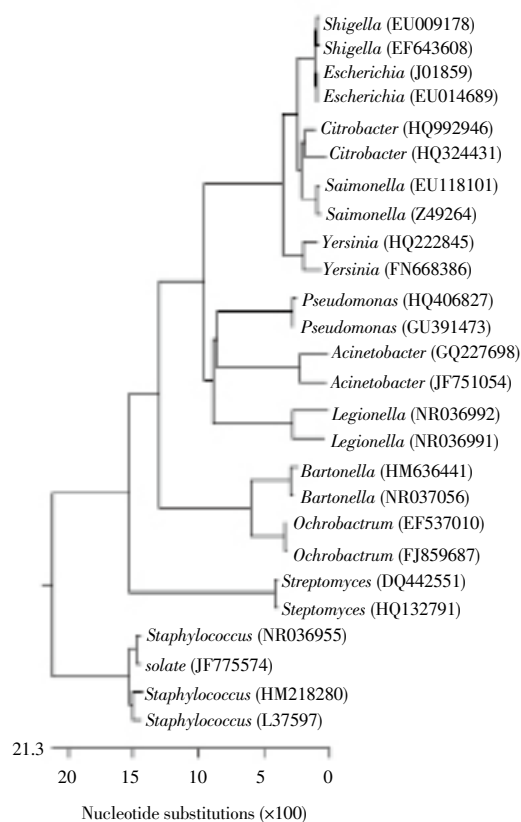 Shigella (EU009178)
Shigella (EF643608)
Escherichia (J01859)
Escherichia (EU014689)
Citrobacter (HQ992946)
Citrobacter (HQ324431)
Saimonella (EU118101)
Saimonella (Z49264)
Yersinia (HQ222845)
Yersinia (FN668386)
Pseudomonas (HQ406827)
Pseudomonas (GU391473)
Acinetobacter (GQ227698)
Acinetobacter (JF751054)
Legionella (NR036992)
Legionella (NR036991)
Bartonella (HM636441)
Bartonella (NR037056)
Ochrobactrum (EF537010)
Ochrobactrum (FJ859687)
Streptomyces (DQ442551)
Steptomyces (HQ132791)
Staphylococcus (NR036955)
solate (JF775574)
Staphylococcus (HM218280)
Staphylococcus (L37597)
21.3
20 15 10 5 0
Nucleotide substitutions (×100)